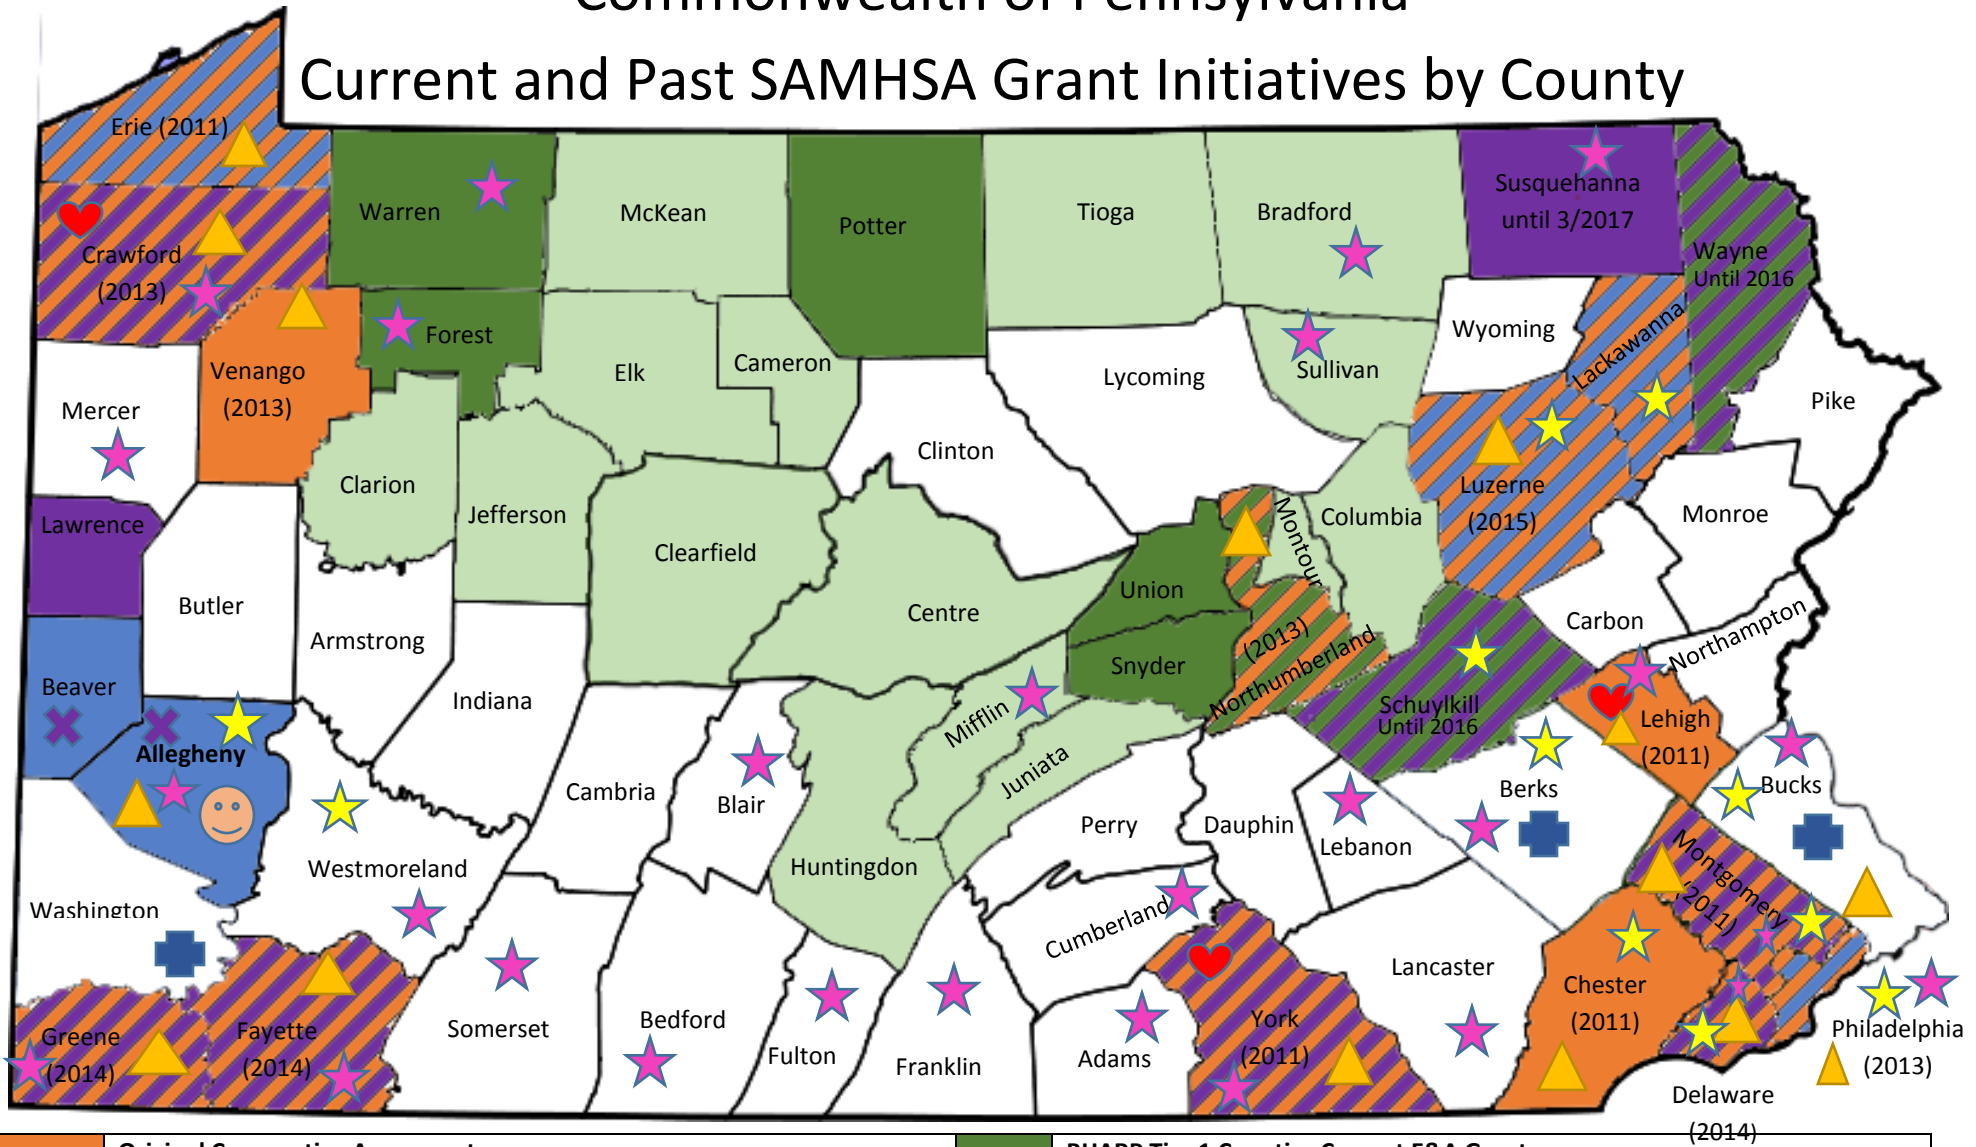 Commonwealth of Pennsylvania
Current and Past SAMHSA Grant Initiatives by County
Erie (2011)
Warren
McKean
Potter
Tioga
Bradford
Susquehanna
until 3/2017
Wayne
Until 2016
Crawford
(2013)
Venango
(2013)
Forest
Elk
Cameron
Lycoming
Sullivan
Wyoming
Lackawanna
Pike
Mercer
Clarion
Jefferson
Clinton
Columbia
Montour
Luzerne
(2015)
Monroe
Lawrence
Butler
Armstrong
Clearfield
Centre
Union
Snyder
(2013)
Northumberland
Carbon
Northampton
Schuylkill
Until 2016
Lehigh
(2011)
Beaver
Allegheny
Indiana
Cambria
Blair
Mifflin
Juniata
Huntingdon
Perry
Dauphin
Lebanon
Berks
Bucks
Westmoreland
Washington
Cumberland
Montgomery
(2011)
Lancaster
Chester
(2011)
Greene
(2014)
Fayette
(2014)
Somerset
Bedford
Fulton
Franklin
Adams
York
(2011)
Philadelphia
(2013)
Delaware
(2014)